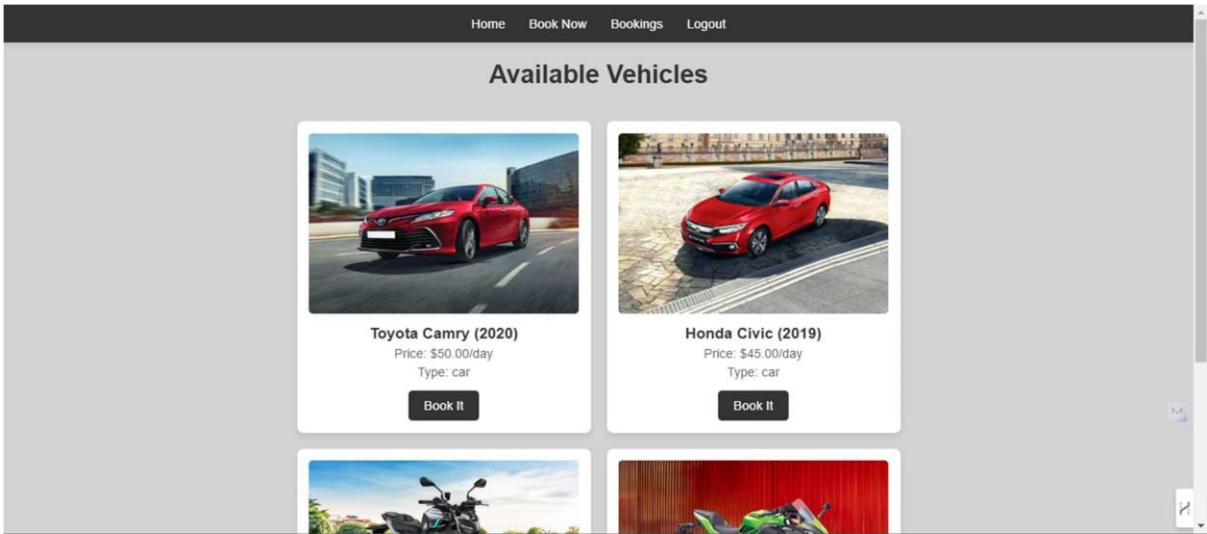 Home Book Now Bookings Logout
Available Vehicles
Toyota Camry (2020)
Price: $50.00/day
Type: car
Book It
Honda Civic (2019)
Price: $45.00/day
Type: car
Book It